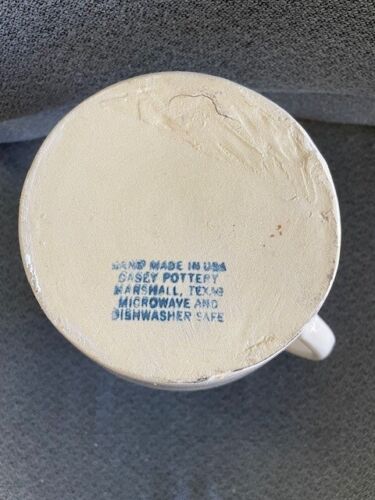 HAND MADE IN USA
CASEY POTTERY
MARSHALL, TEXAS
MICROWAVE AND
DISHWASHER SAFE